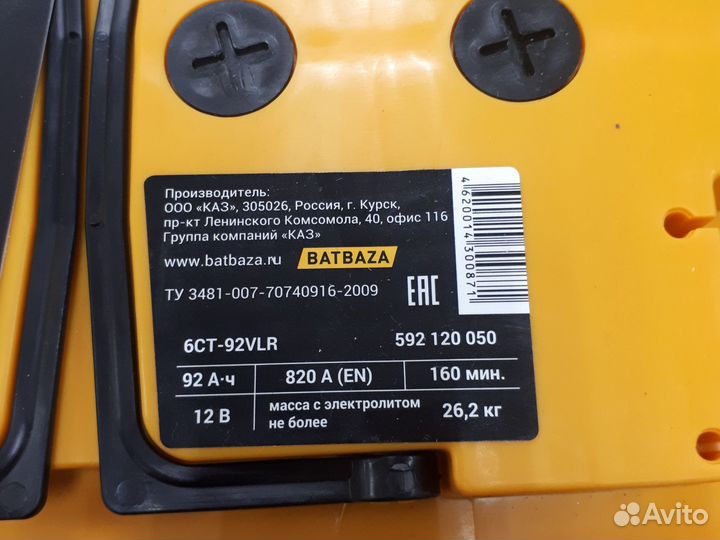 Производитель:
ООО «КАЗ», 305026, Россия, г. Курск,
пр-кт Ленинского Комсомола, 40, офис 116
Группа компаний «КАЗ»
www.batbaza.ru BATBAZA
ТУ 3481-007-70740916-2009 EAC
4620014300871
6СТ-92VLR 592 120 050
92 А·ч 820 А (EN) 160 мин.
12 В масса с электролитом не более 26,2 кг
Avito